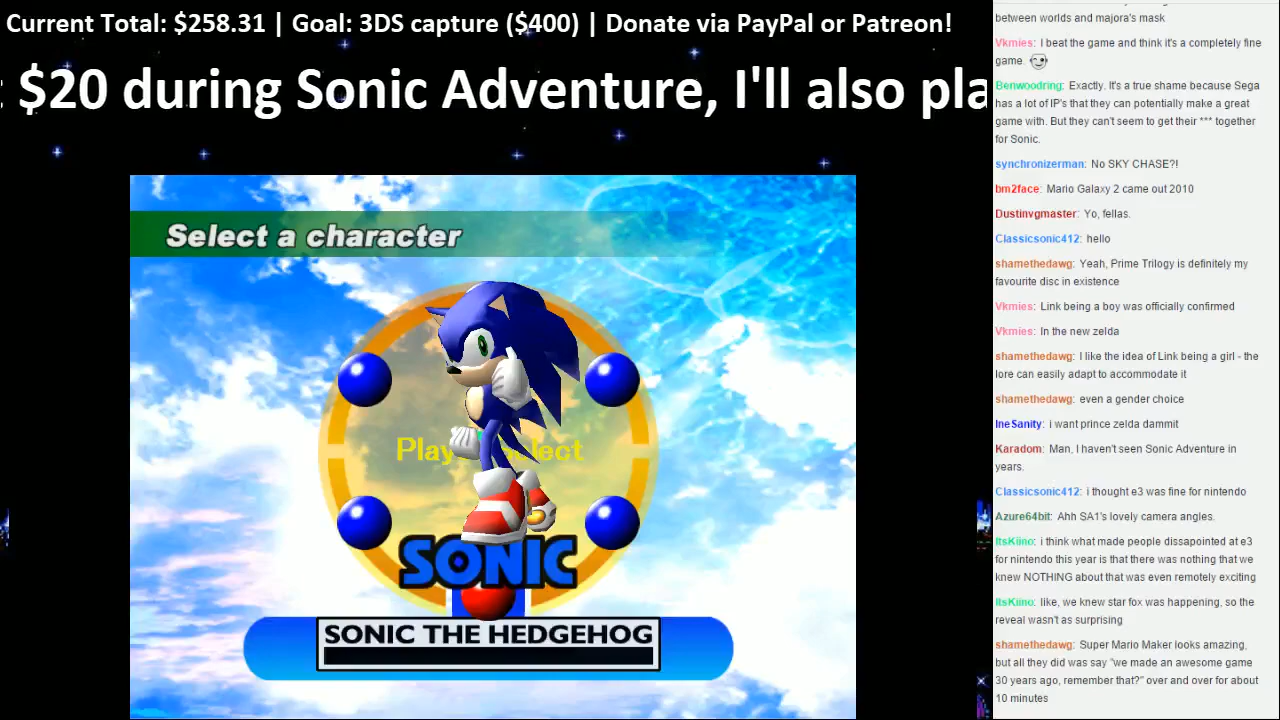 Current Total: $258.31 | Goal: 3DS capture ($400) | Donate via PayPal or Patreon!
$20 during Sonic Adventure, I'll also pla
Select a character
SONIC
SONIC THE HEDGEHOG
between worlds and majora's mask
Vkmies: I beat the game and think it's a completely fine
game.
Benwoodring: Exactly. It's a true shame because Sega
has a lot of IP's that they can potentially make a great
game with. But they can't seem to get their *** together
for Sonic.
synchronizerman: No SKY CHASE?!
bm2face: Mario Galaxy 2 came out 2010
Dustinvgmaster: Yo, fellas.
Classicsonic412: hello
shamethedawg: Yeah, Prime Trilogy is definitely my
favourite disc in existence
Vkmies: Link being a boy was officially confirmed
Vkmies: In the new zelda
shamethedawg: I like the idea of Link being a girl - the
lore can easily adapt to accommodate it
shamethedawg: even a gender choice
IneSanity: i want prince zelda dammit
Karadom: Man, I haven't seen Sonic Adventure in
years.
Classicsonic412: i thought e3 was fine for nintendo
Azure64bit: Ahh SA1's lovely camera angles.
ItsKiino: i think what made people dissapointed at e3
for nintendo this year is that there was nothing that we
knew NOTHING about that was even remotely exciting
ItsKiino: like, we knew star fox was happening, so the
reveal wasn't as surprising
shamethedawg: Super Mario Maker looks amazing,
but all they did was say "we made an awesome game
30 years ago, remember that?" over and over for about
10 minutes